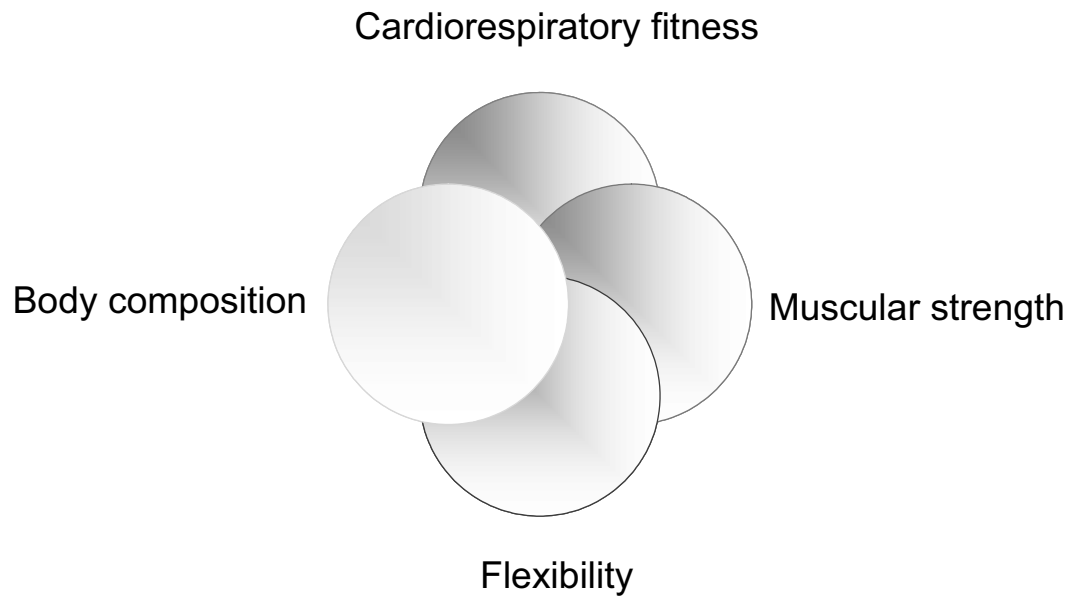 Cardiorespiratory fitness
Body composition
Muscular strength
Flexibility